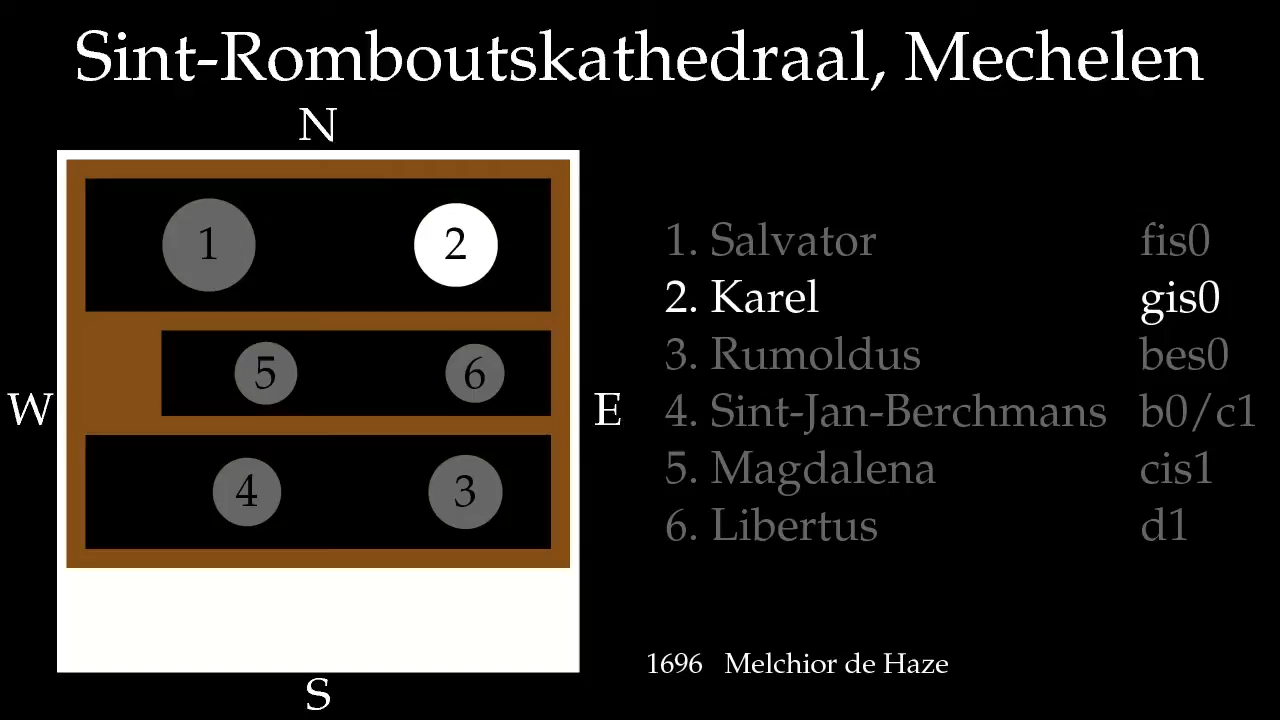 Sint-Romboutskathedraal, Mechelen
N
1 2
5 6
W E
4 3
S
1. Salvator fis0
2. Karel gis0
3. Rumoldus bes0
4. Sint-Jan-Berchmans b0/c1
5. Magdalena cis1
6. Libertus d1
1696 Melchior de Haze